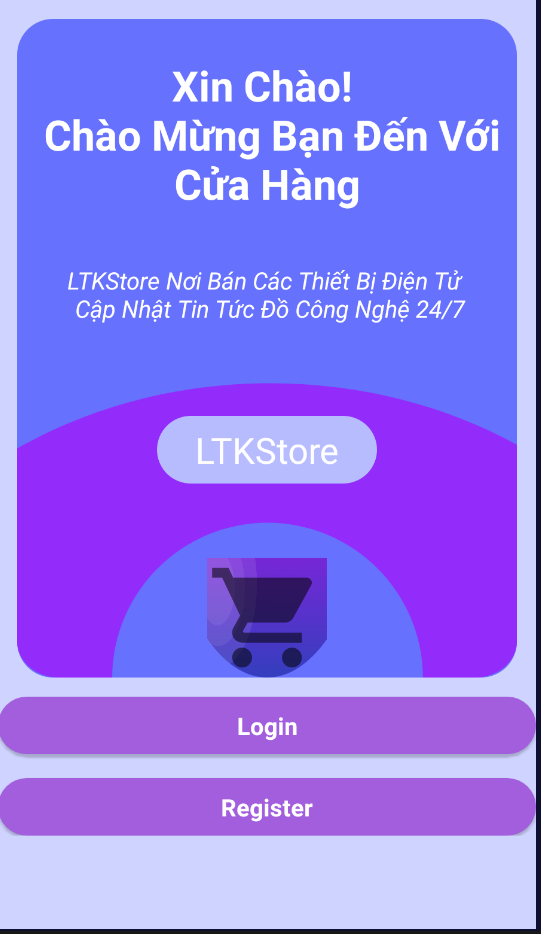 Xin Chào!
Chào Mừng Bạn Đến Với
Cửa Hàng
LTKStore Nơi Bán Các Thiết Bị Điện Tử
Cập Nhật Tin Tức Đồ Công Nghệ 24/7
LTKStore
Login
Register